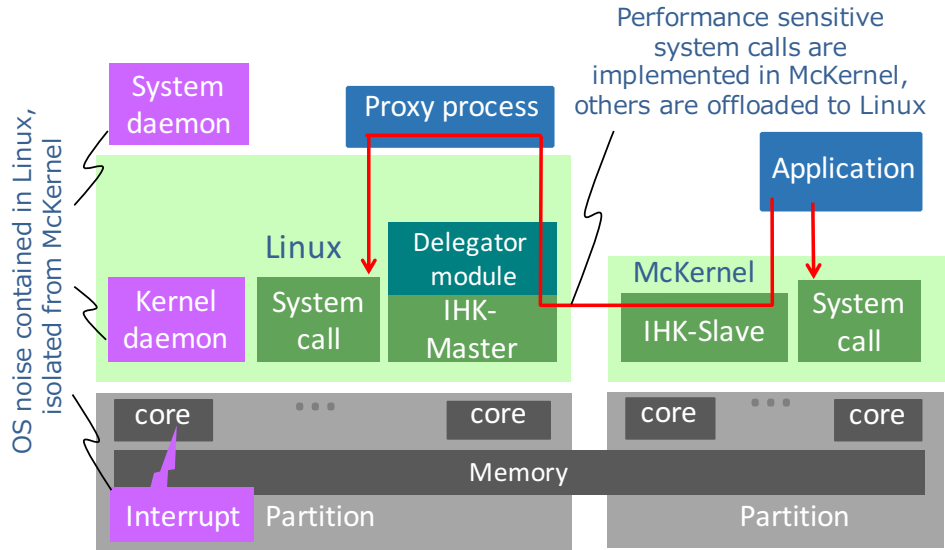 Performance sensitive
system calls are
implemented in McKernel,
others are offloaded to Linux
OS noise contained in Linux,
isolated from McKernel
System
daemon
Proxy process
Application
Linux
Delegator
module
McKernel
Kernel
daemon
System
call
IHK-
Master
IHK-Slave
System
call
core
core
core
core
Memory
Interrupt
Partition
Partition